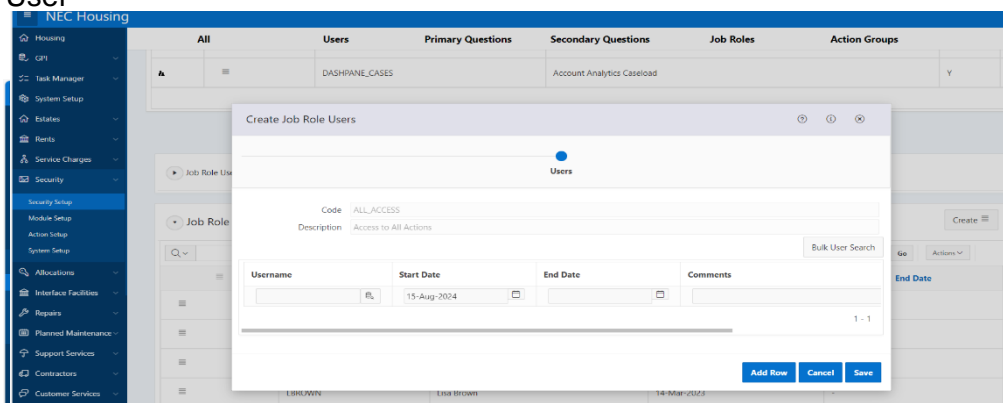 User
NEC Housing
Housing
GPI
Task Manager
System Setup
Estates
Rents
Service Charges
Security
Security Setup
Module Setup
Action Setup
System Setup
Allocations
Interface Facilities
Repairs
Planned Maintenance
Support Services
Contractors
Customer Services
All Users Primary Questions Secondary Questions Job Roles Action Groups
DASHPANE_CASES Account Analytics Caseload Y
Create Job Role Users
Users
Job Role Use
Code ALL_ACCESS
Description Access to All Actions
Job Role
Create
Bulk User Search
Go Actions
Username Start Date End Date Comments
End Date
15-Aug-2024
1 - 1
Add Row Cancel Save
LBROWN Lisa Brown 14-Mar-2023 -